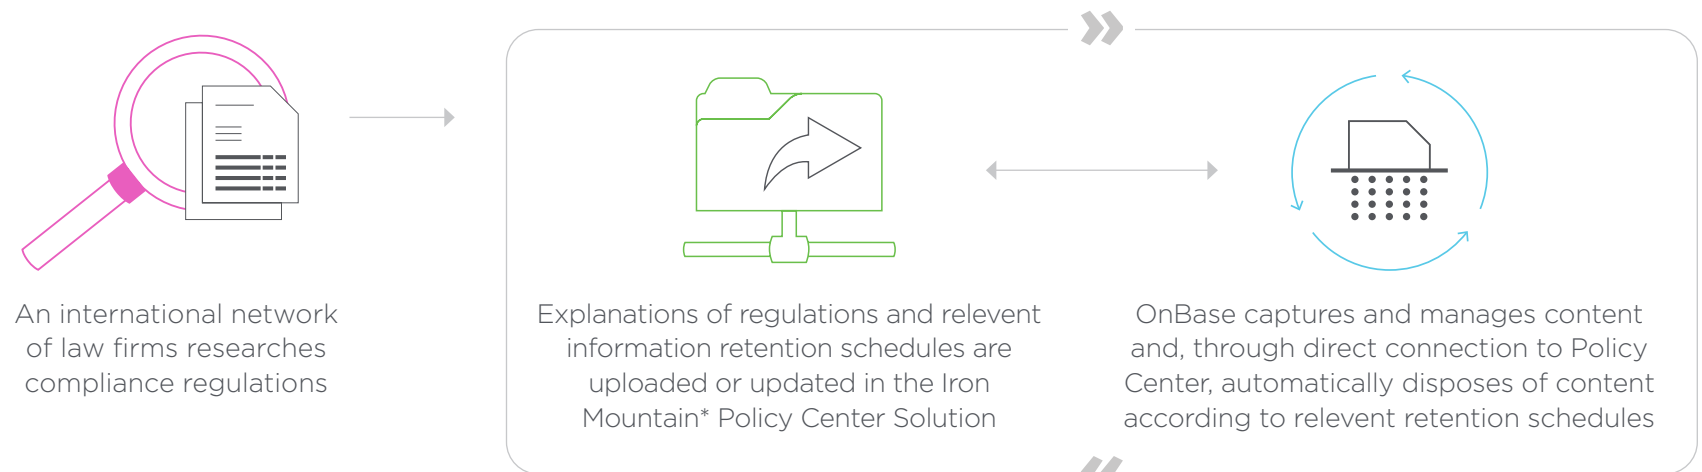 An international network
of law firms researches
compliance regulations
Explanations of regulations and relevent
information retention schedules are
uploaded or updated in the Iron
Mountain* Policy Center Solution
OnBase captures and manages content
and, through direct connection to Policy
Center, automatically disposes of content
according to relevent retention schedules